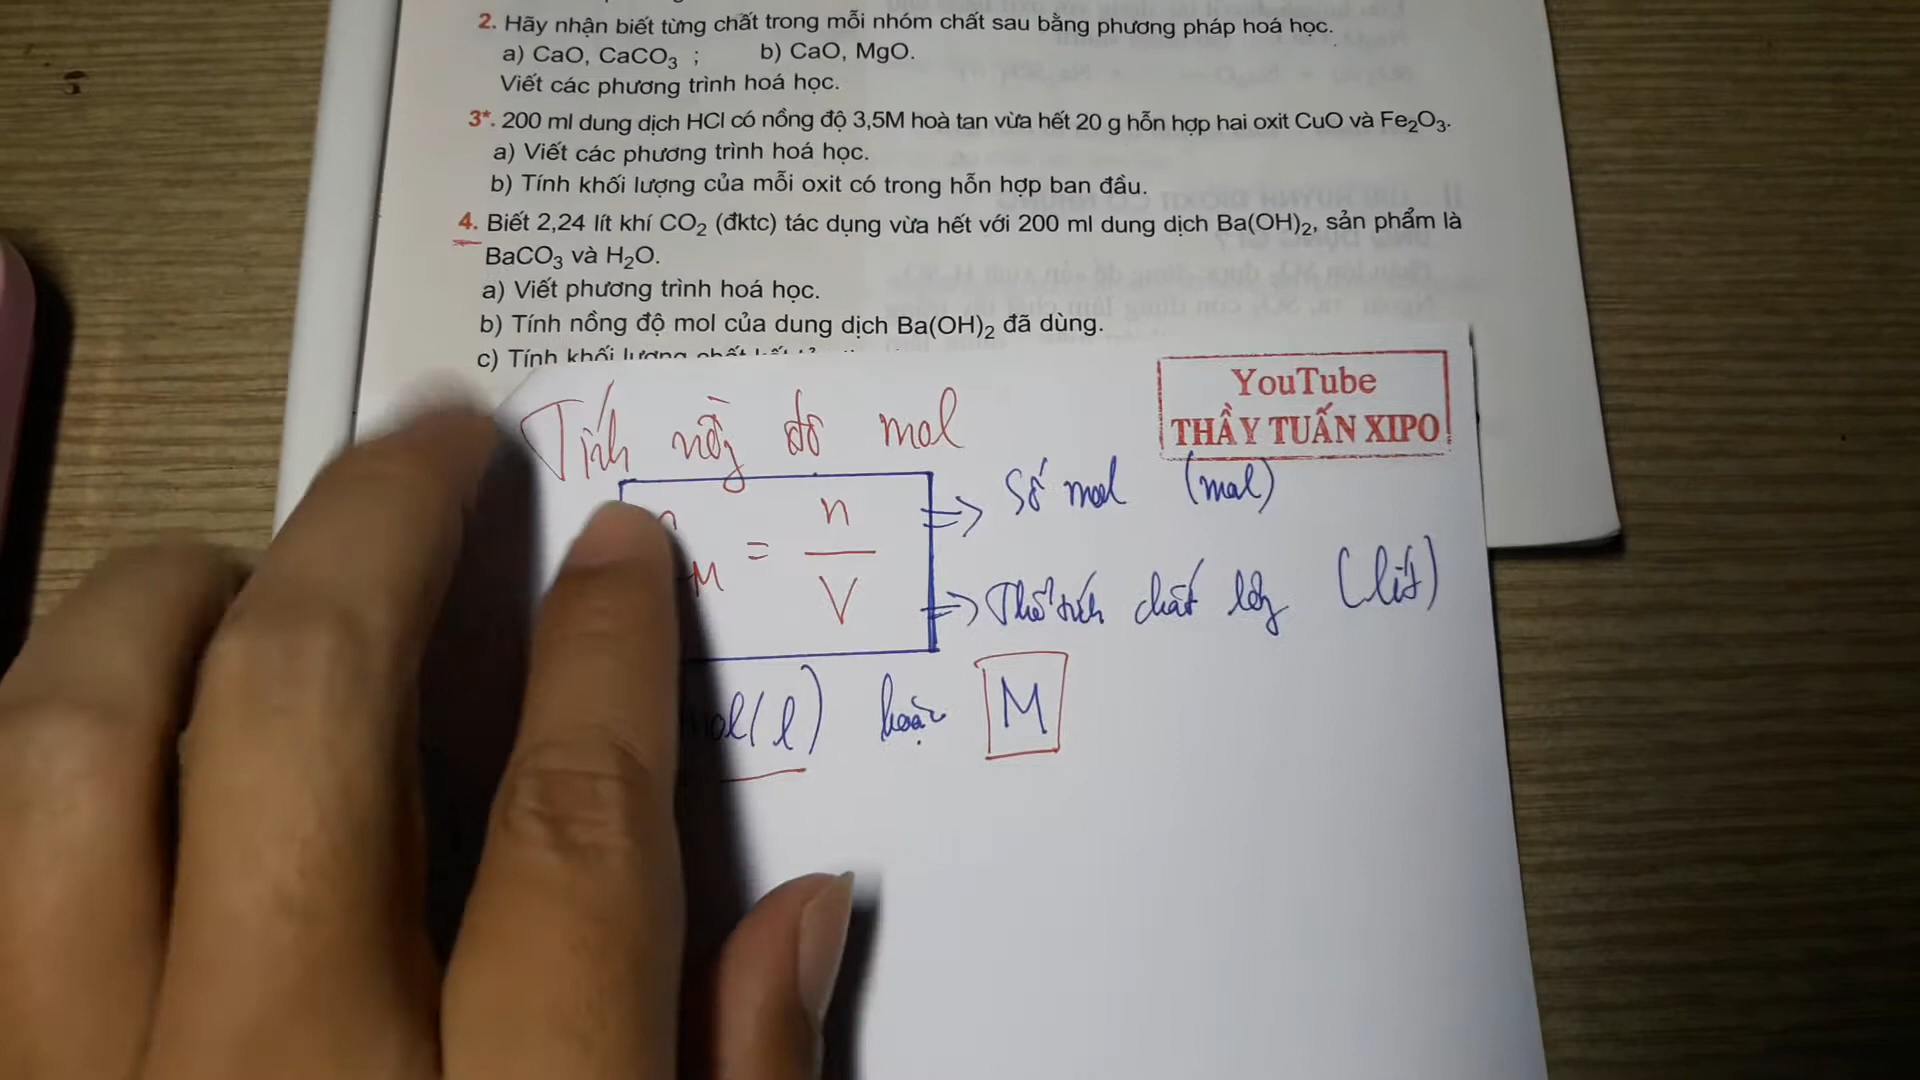 2. Hãy nhận biết từng chất trong mỗi nhóm chất sau bằng phương pháp hoá học.
a) CaO, CaCO₃ ; b) CaO, MgO.
Viết các phương trình hoá học.
3*. 200 ml dung dịch HCl có nồng độ 3,5M hoà tan vừa hết 20 g hỗn hợp hai oxit CuO và Fe₂O₃.
a) Viết các phương trình hoá học.
b) Tính khối lượng của mỗi oxit có trong hỗn hợp ban đầu.
4. Biết 2,24 lít khí CO₂ (đktc) tác dụng vừa hết với 200 ml dung dịch Ba(OH)₂, sản phẩm là
BaCO₃ và H₂O.
a) Viết phương trình hoá học.
b) Tính nồng độ mol của dung dịch Ba(OH)₂ đã dùng.
c) Tính khối lượng chất
YouTube
THẦY TUẤN XIPO
Tính nồng độ mol
M = n / V
=> Số mol (mol)
=> Thể tích chất lỏng (lít)
mol/l) hoặc M